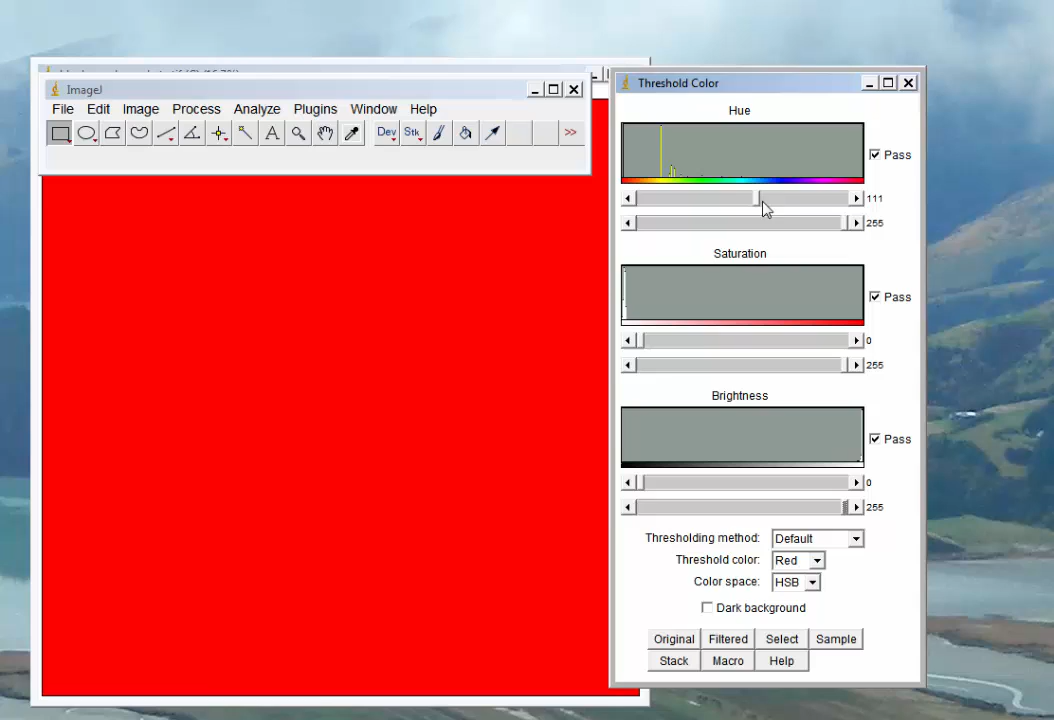 ImageJ
File Edit Image Process Analyze Plugins Window Help
Dev Stk >>
Threshold Color
Hue
Pass
111
255
Saturation
Pass
0
255
Brightness
Pass
0
255
Thresholding method: Default
Threshold color: Red
Color space: HSB
Dark background
Original Filtered Select Sample
Stack Macro Help